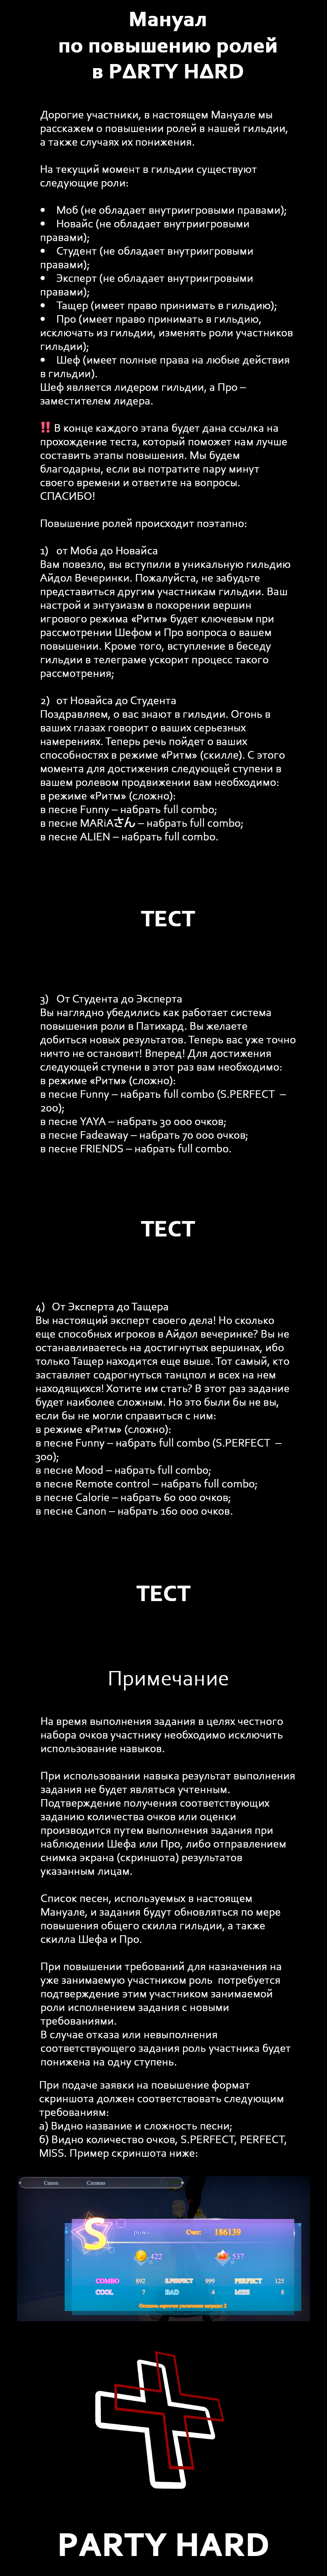 Мануал
по повышению ролей
в PΔRTY HΔRD
Дорогие участники, в настоящем Мануале мы
расскажем о повышении ролей в нашей гильдии,
а также случаях их понижения.
На текущий момент в гильдии существуют
следующие роли:
• Моб (не обладает внутриигровыми правами);
• Новайс (не обладает внутриигровыми
правами);
• Студент (не обладает внутриигровыми
правами);
• Эксперт (не обладает внутриигровыми
правами);
• Тащер (имеет право принимать в гильдию);
• Про (имеет право принимать в гильдию,
исключать из гильдии, изменять роли участников
гильдии);
• Шеф (имеет полные права на любые действия
в гильдии).
Шеф является лидером гильдии, а Про –
заместителем лидера.
‼ В конце каждого этапа будет дана ссылка на
прохождение теста, который поможет нам лучше
составить этапы повышения. Мы будем
благодарны, если вы потратите пару минут
своего времени и ответите на вопросы.
СПАСИБО!
Повышение ролей происходит поэтапно:
1) от Моба до Новайса
Вам повезло, вы вступили в уникальную гильдию
Айдол Вечеринки. Пожалуйста, не забудьте
представиться другим участникам гильдии. Ваш
настрой и энтузиазм в покорении вершин
игрового режима «Ритм» будет ключевым при
рассмотрении Шефом и Про вопроса о вашем
повышении. Кроме того, вступление в беседу
гильдии в телеграме ускорит процесс такого
рассмотрения;
2) от Новайса до Студента
Поздравляем, о вас знают в гильдии. Огонь в
ваших глазах говорит о ваших серьезных
намерениях. Теперь речь пойдет о ваших
способностях в режиме «Ритм» (скилле). С этого
момента для достижения следующей ступени в
вашем ролевом продвижении вам необходимо:
в режиме «Ритм» (сложно):
в песне Funny – набрать full combo;
в песне MARiAさん – набрать full combo;
в песне ALIEN – набрать full combo.
ТЕСТ
3) От Студента до Эксперта
Вы наглядно убедились как работает система
повышения роли в Патихард. Вы желаете
добиться новых результатов. Теперь вас уже точно
ничто не остановит! Вперед! Для достижения
следующей ступени в этот раз вам необходимо:
в режиме «Ритм» (сложно):
в песне Funny – набрать full combo (S.PERFECT –
200);
в песне YAYA – набрать 30 000 очков;
в песне Fadeaway – набрать 70 000 очков;
в песне FRIENDS – набрать full combo.
ТЕСТ
4) От Эксперта до Тащера
Вы настоящий эксперт своего дела! Но сколько
еще способных игроков в Айдол вечеринке? Вы не
останавливаетесь на достигнутых вершинах, ибо
только Тащер находится еще выше. Тот самый, кто
заставляет содрогнуться танцпол и всех на нем
находящихся! Хотите им стать? В этот раз задание
будет наиболее сложным. Но это были бы не вы,
если бы не могли справиться с ним:
в режиме «Ритм» (сложно):
в песне Funny – набрать full combo (S.PERFECT –
300);
в песне Mood – набрать full combo;
в песне Remote control – набрать full combo;
в песне Calorie – набрать 60 000 очков;
в песне Canon – набрать 160 000 очков.
ТЕСТ
Примечание
На время выполнения задания в целях честного
набора очков участнику необходимо исключить
использование навыков.
При использовании навыка результат выполнения
задания не будет являться учтенным.
Подтверждение получения соответствующих
заданию количества очков или оценки
производится путем выполнения задания при
наблюдении Шефа или Про, либо отправлением
снимка экрана (скриншота) результатов
указанным лицам.
Список песен, используемых в настоящем
Мануале, и задания будут обновляться по мере
повышения общего скилла гильдии, а также
скилла Шефа и Про.
При повышении требований для назначения на
уже занимаемую участником роль потребуется
подтверждение этим участником занимаемой
роли исполнением задания с новыми
требованиями.
В случае отказа или невыполнения
соответствующего задания роль участника будет
понижена на одну ступень.
При подаче заявки на повышение формат
скриншота должен соответствовать следующим
требованиям:
а) Видно название и сложность песни;
б) Видно количество очков, S.PERFECT, PERFECT,
MISS. Пример скриншота ниже:
Canon Сложно
S Счет: 186139
422 537
COMBO 892 S.PERFECT 999 PERFECT 125
COOL 7 BAD 4 MISS 8
PARTY HARD